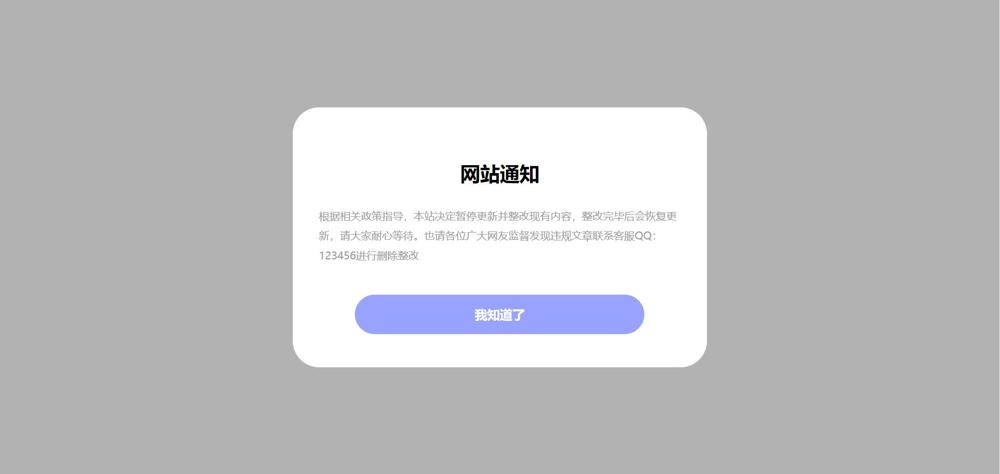 网站通知
根据相关政策指导，本站决定暂停更新并整改现有内容，整改完毕后会恢复更
新，请大家耐心等待。也请各位广大网友监督发现违规文章联系客服QQ：
123456进行删除整改
我知道了